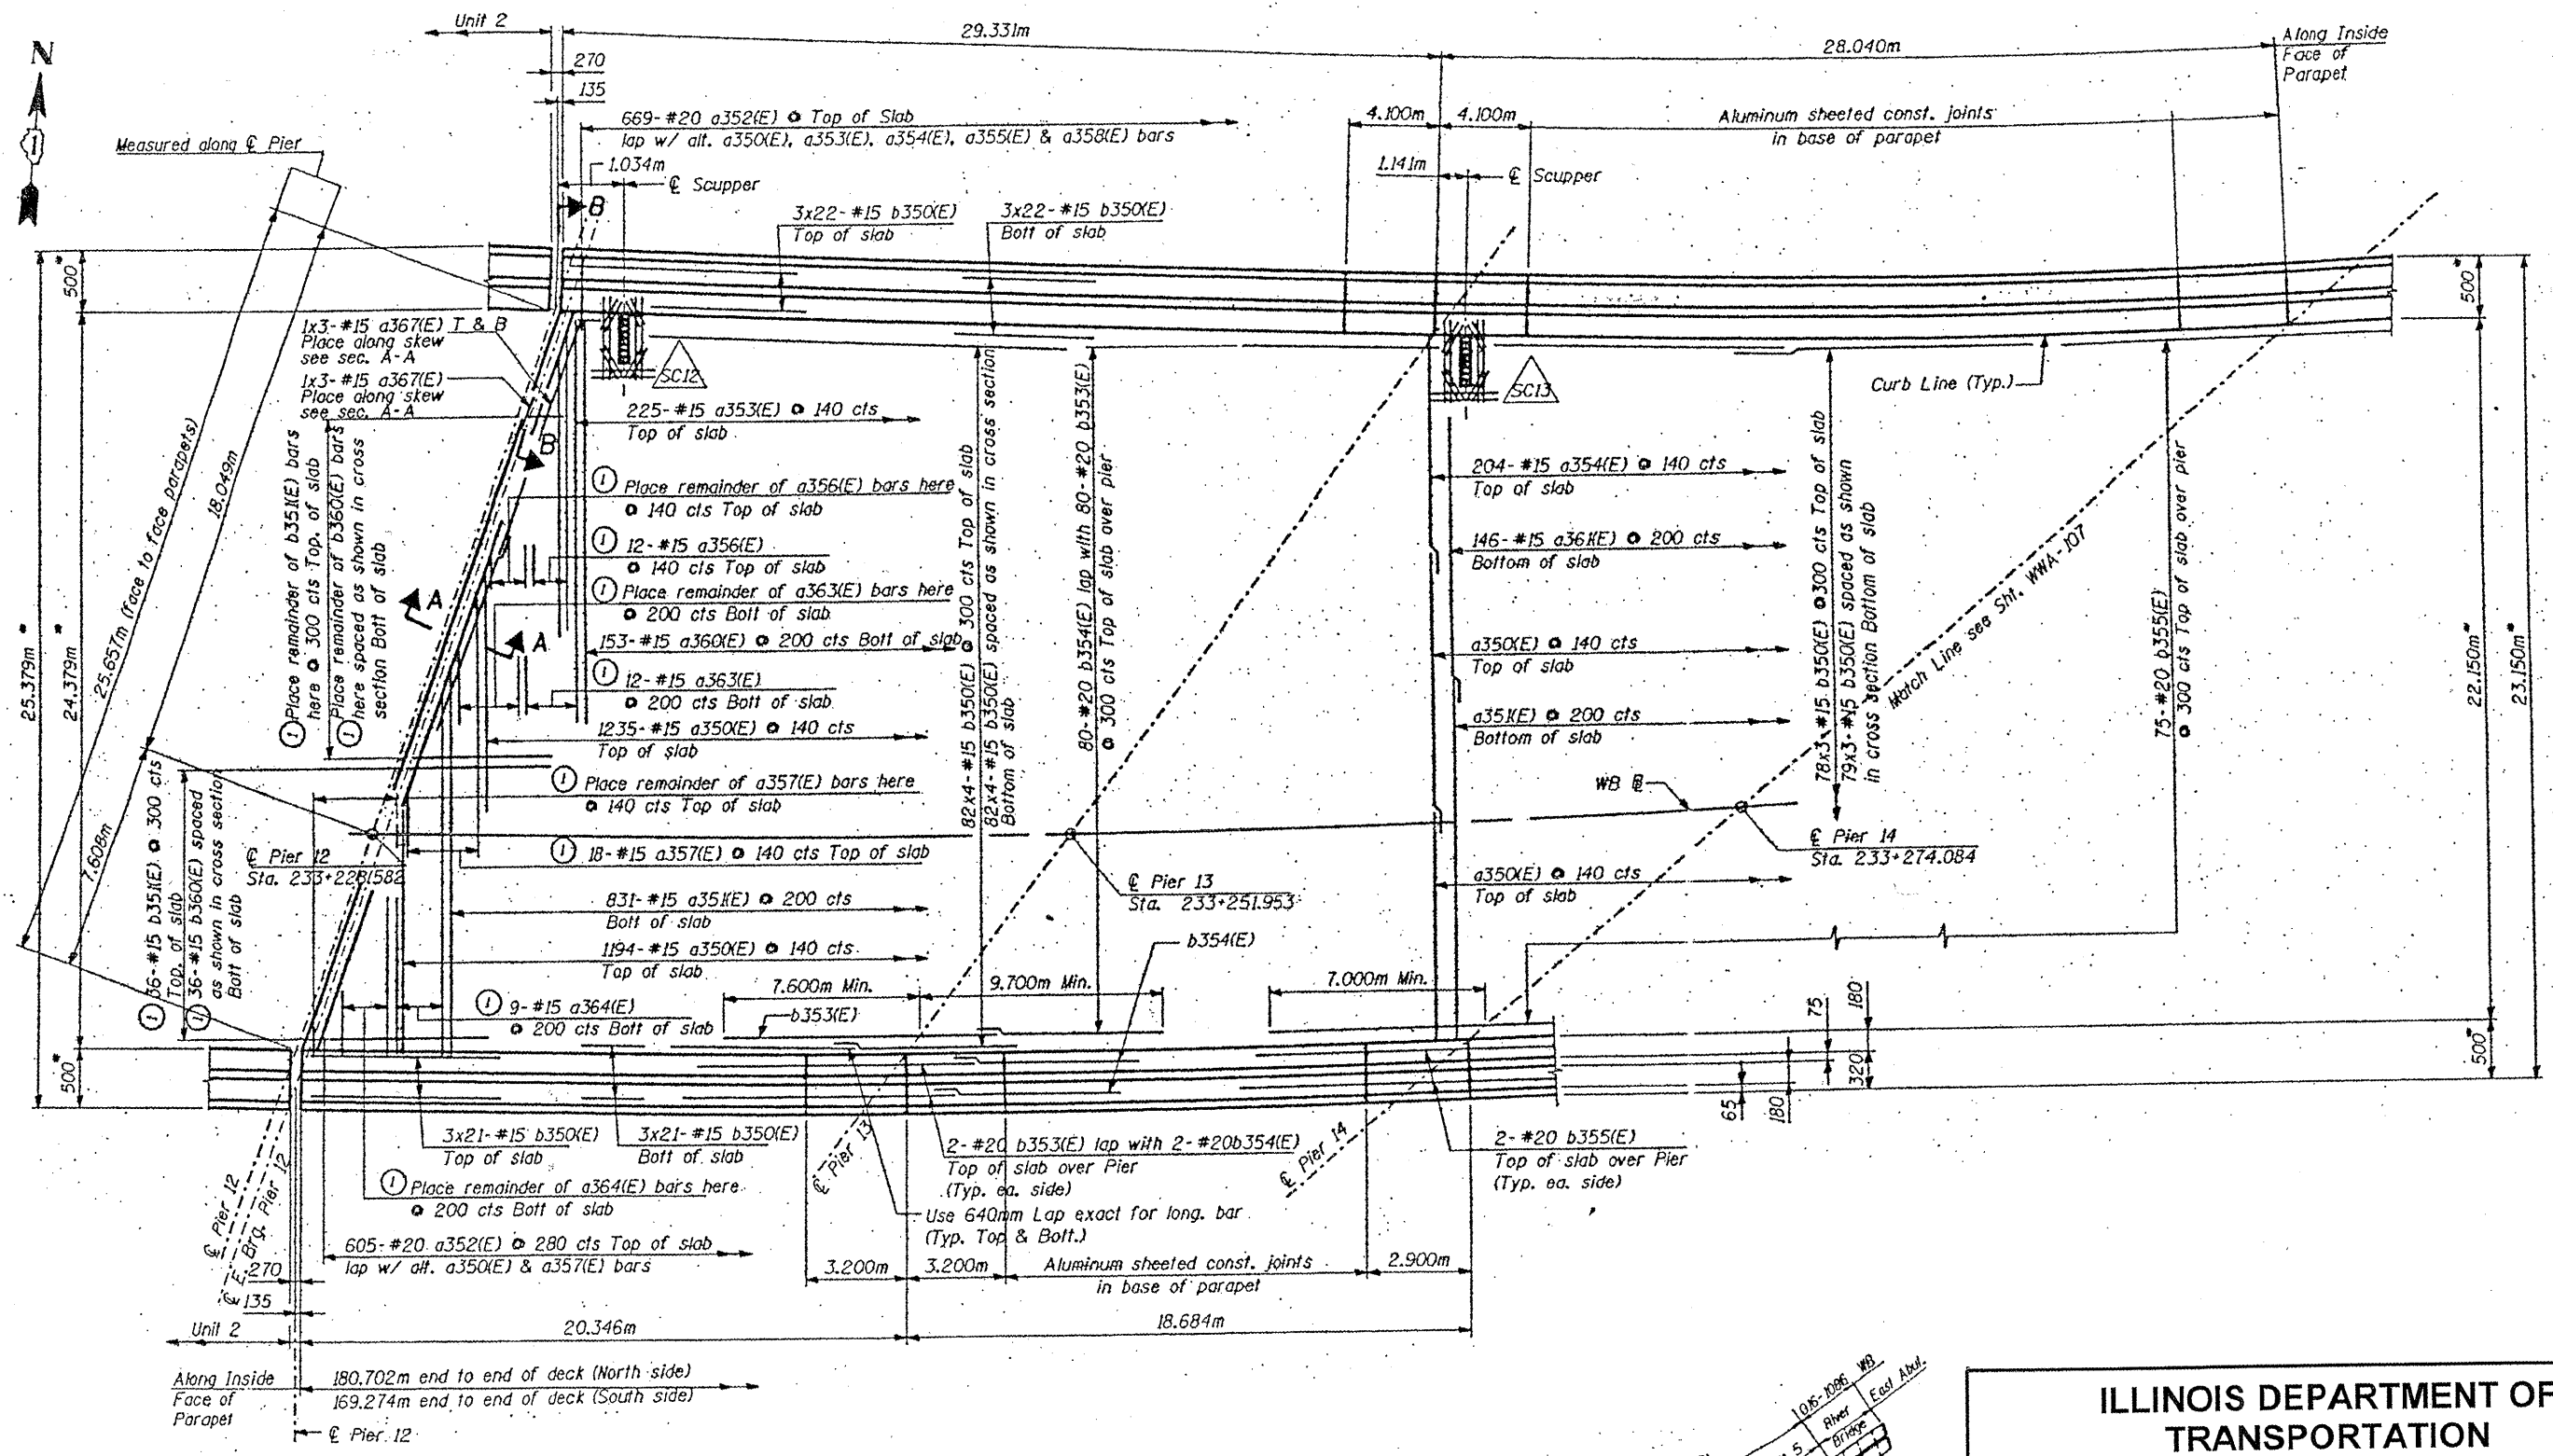 Unit 2
29.331m
28.040m
Along Inside
Face of
Parapet
N
270
135
Measured along ℄ Pier
669-#20 a352(E) @ Top of Slab
lap w/ alt. a350(E), a353(E), a354(E), a355(E) & a358(E) bars
4.100m
4.100m
Aluminum sheeted const. joints
in base of parapet
1.034m
℄ Scupper
1.141m
℄ Scupper
B
3x22-#15 b350(E)
Top of slab
3x22-#15 b350(E)
Bott of slab
500*
500*
1x3-#15 a367(E) T & B
Place along skew
see sec. A-A
1x3-#15 a367(E)
Place along skew
see sec. A-A
SC12
SC13
Curb Line (Typ.)
225-#15 a353(E) @ 140 cts
Top of slab
B
① Place remainder of a356(E) bars here
@ 140 cts Top of slab
① 12-#15 a356(E)
@ 140 cts Top of slab
① Place remainder of a363(E) bars here
@ 200 cts Bott of slab
153-#15 a360(E) @ 200 cts Bott of slab
① 12-#15 a363(E)
@ 200 cts Bott of slab
1235-#15 a350(E) @ 140 cts
Top of slab
① Place remainder of a357(E) bars here
@ 140 cts Top of slab
① 18-#15 a357(E) @ 140 cts Top of slab
831-#15 a351(E) @ 200 cts
Bott of slab
1194-#15 a350(E) @ 140 cts
Top of slab
① 9-#15 a364(E)
@ 200 cts Bott of slab
A
A
25.379m*
24.379m*
25.657m (face to face parapets)
18.049m
7.608m
① Place remainder of b351(E) bars
here @ 300 cts Top. of slab
① Place remainder of b360(E) bars
here spaced as shown in cross
section Bott of slab
① 36-#15 b351(E) @ 300 cts
Top. of slab
① 36-#15 b360(E) spaced
as shown in cross section
Bott of slab
℄ Pier 12
82x4-#15 b350(E) @ 300 cts Top of slab
82x4-#15 b350(E) spaced as shown in cross section
Bottom of slab
80-#20 b354(E) lap with 80-#20 b353(E)
@ 300 cts Top of slab over pier
204-#15 a354(E) @ 140 cts
Top of slab
146-#15 a361(E) @ 200 cts
Bottom of slab
a350(E) @ 140 cts
Top of slab
a351(E) @ 200 cts
Bottom of slab
a350(E) @ 140 cts
Top of slab
78x3-#15 b350(E) @ 300 cts Top of slab
79x3-#15 b350(E) spaced as shown
in cross section Bottom of slab
Match Line see Sht. WWA-107
75-#20 b355(E)
@ 300 cts Top of slab over pier
22.150m*
23.150m*
WB ℄
℄ Pier 13
Sta. 233+251.953
℄ Pier 14
Sta. 233+274.084
b354(E)
7.600m Min.
9.700m Min.
7.000m Min.
b353(E)
75
180
320
65
180
500*
500*
3x21-#15 b350(E)
Top of slab
3x21-#15 b350(E)
Bott of slab
℄ Pier 13
2-#20 b353(E) lap with 2-#20b354(E)
Top of slab over Pier
(Typ. ea. side)
℄ Pier 14
2-#20 b355(E)
Top of slab over Pier
(Typ. ea. side)
① Place remainder of a364(E) bars here
@ 200 cts Bott of slab
Use 640mm Lap exact for long. bar
(Typ. Top & Bott.)
605-#20 a352(E) @ 280 cts Top of slab
lap w/ alt. a350(E) & a357(E) bars
℄ Pier 12
℄ Brg. Pier 12
270
135
3.200m
3.200m
Aluminum sheeted const. joints
in base of parapet
2.900m
Unit 2
20.346m
18.684m
Along Inside
Face of
Parapet
180.702m end to end of deck (North side)
169.274m end to end of deck (South side)
℄ Pier 12
WB
East Abut.
River
Bridge
ILLINOIS DEPARTMENT OF
TRANSPORTATION